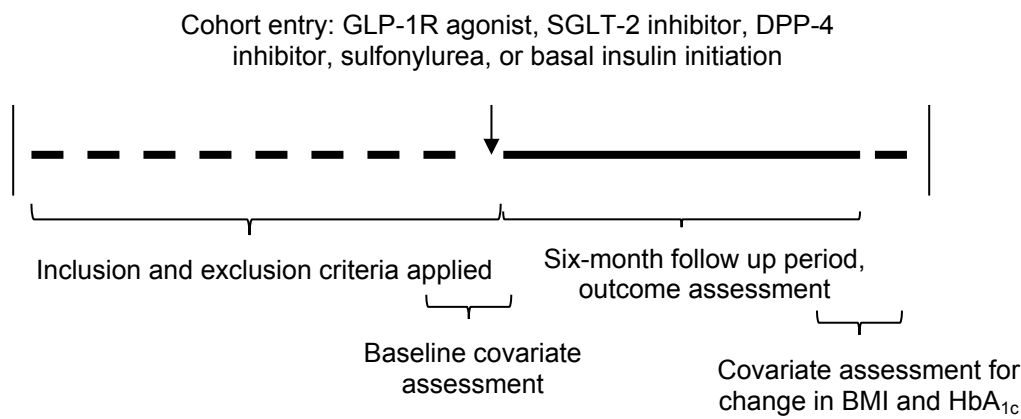 Cohort entry: GLP-1R agonist, SGLT-2 inhibitor, DPP-4
inhibitor, sulfonylurea, or basal insulin initiation
Inclusion and exclusion criteria applied
Six-month follow up period,
outcome assessment
Baseline covariate
assessment
Covariate assessment for
change in BMI and HbA₁c